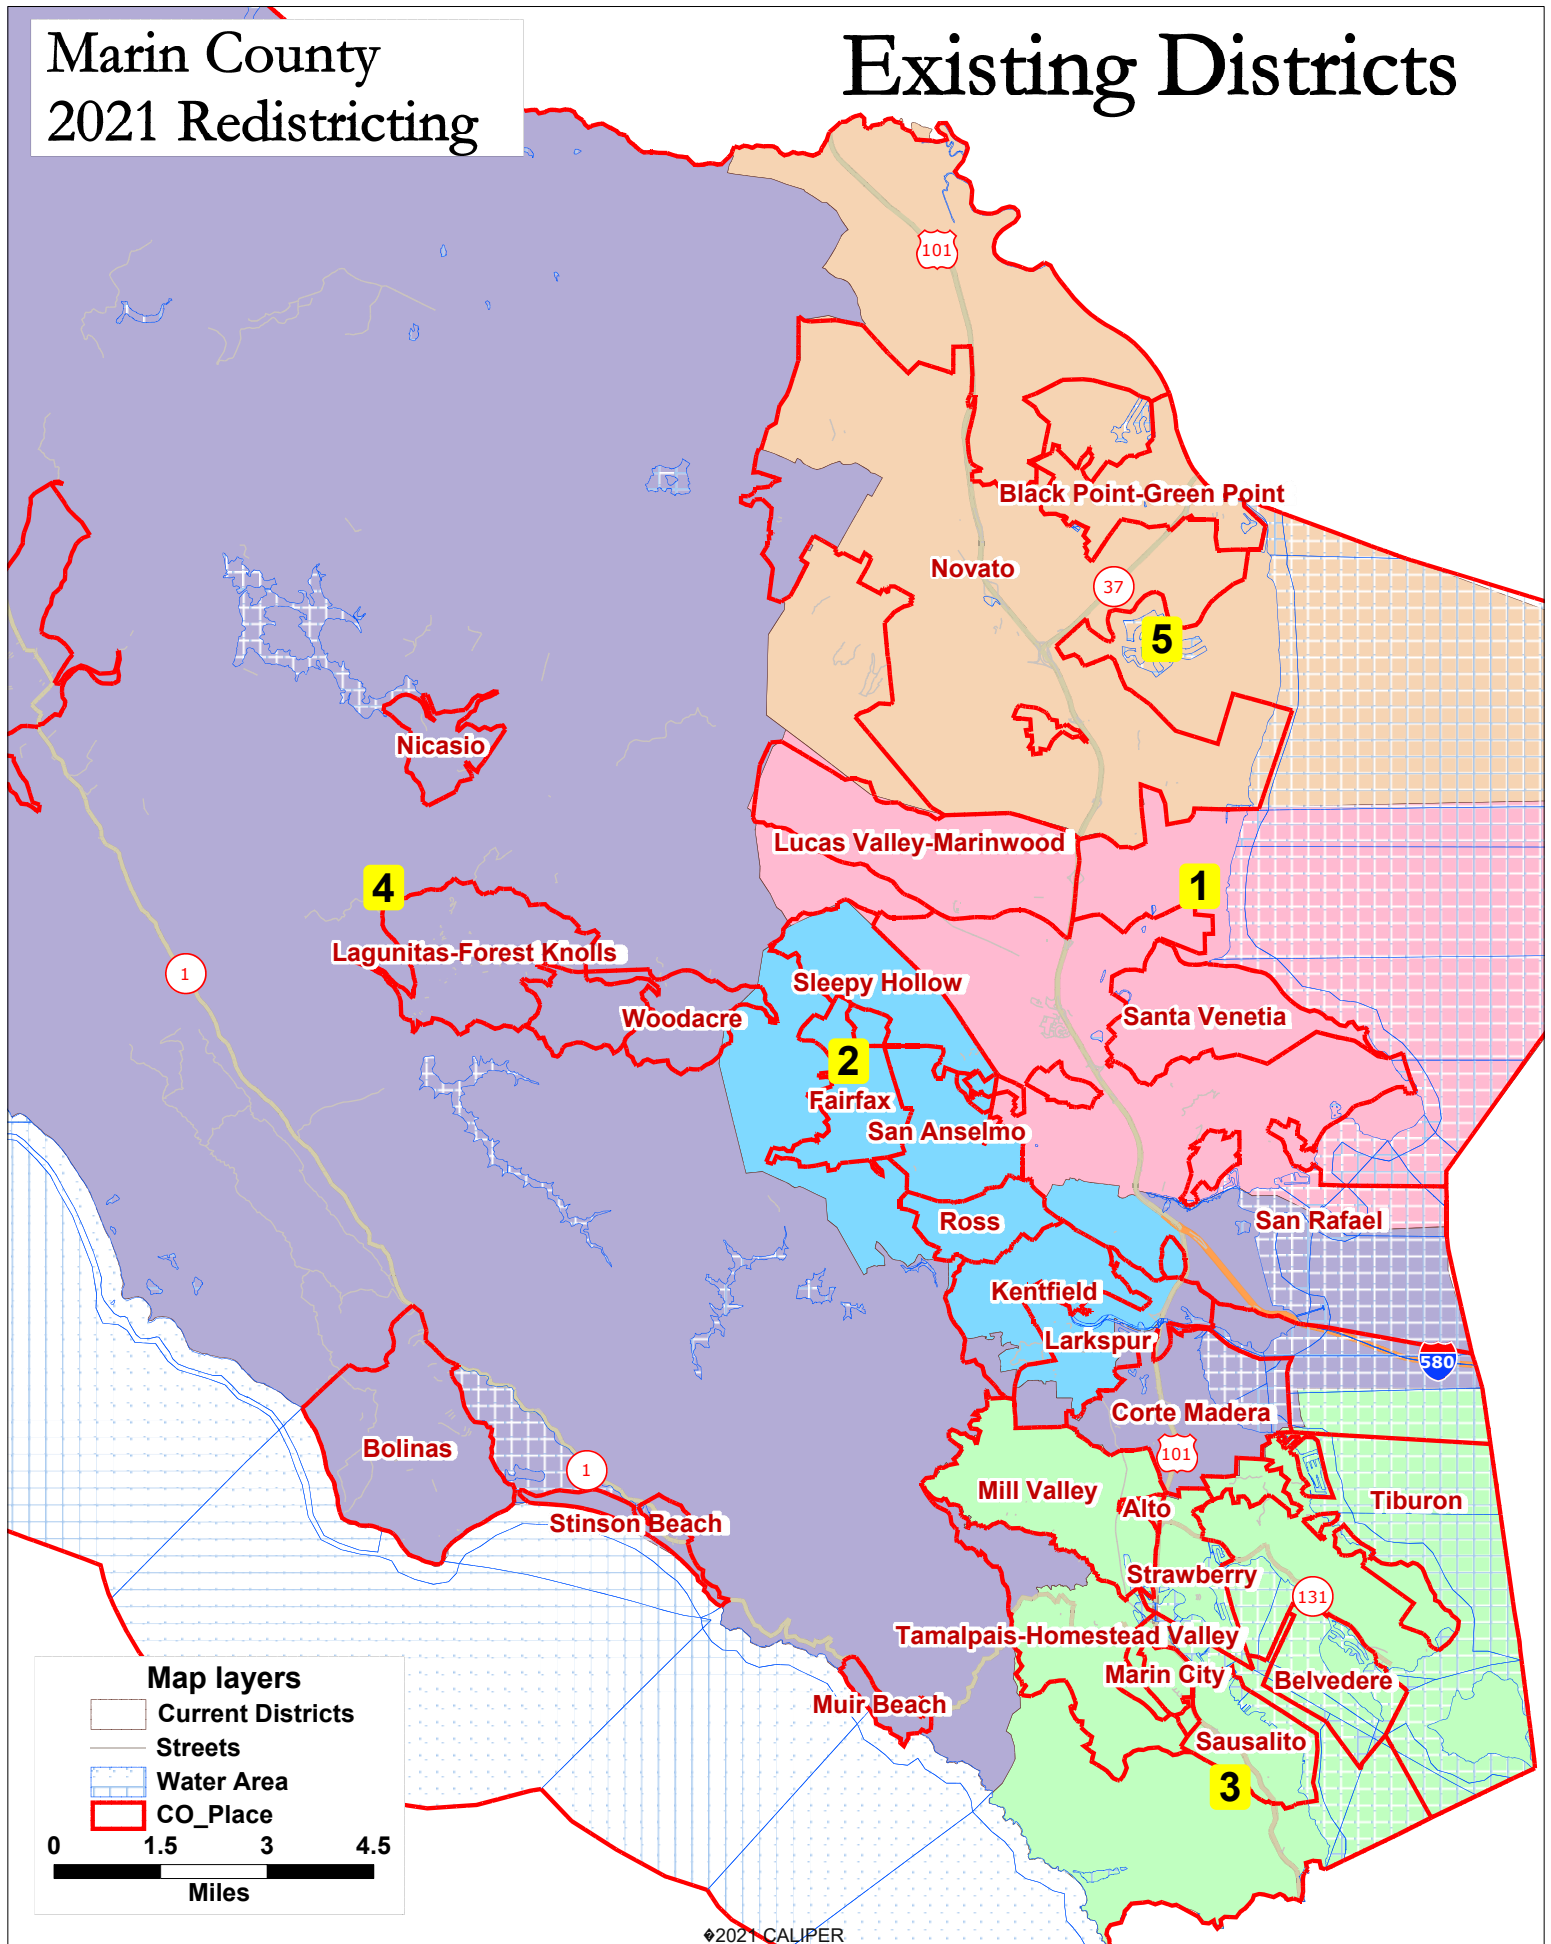 Marin County
2021 Redistricting
Existing Districts
101
Black Point-Green Point
Novato
37
5
Nicasio
Lucas Valley-Marinwood
4
1
Lagunitas-Forest Knolls
1
Sleepy Hollow
Woodacre
Santa Venetia
2
Fairfax
San Anselmo
Ross
San Rafael
Kentfield
Larkspur
580
Corte Madera
Bolinas
101
1
Mill Valley
Alto
Tiburon
Stinson Beach
Strawberry
131
Tamalpais-Homestead Valley
Marin City
Belvedere
Muir Beach
Sausalito
3
Map layers
Current Districts
Streets
Water Area
CO_Place
0 1.5 3 4.5
Miles
�2021 CALIPER